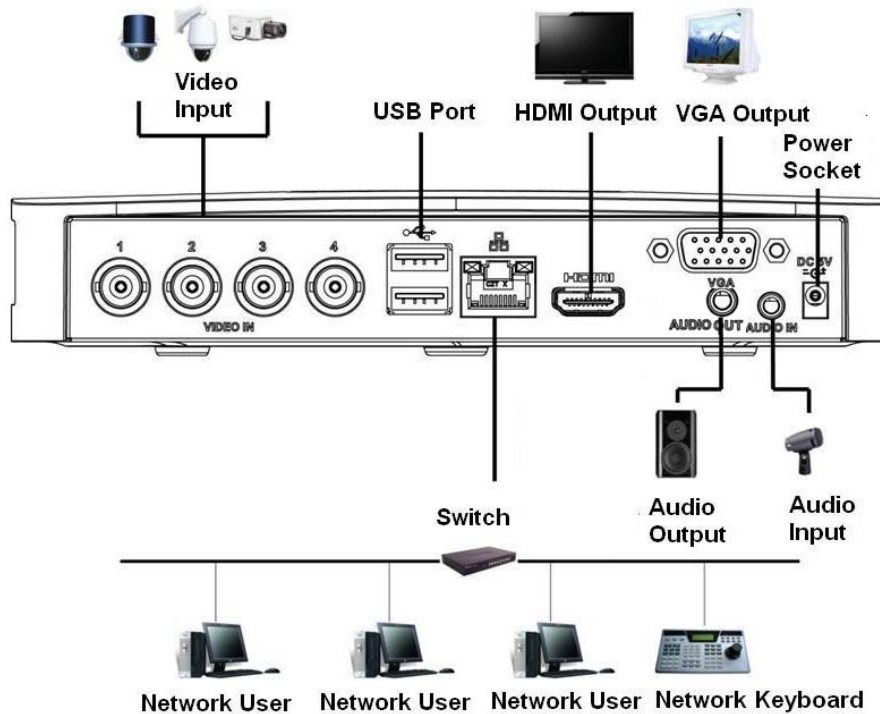 Video
Input
USB Port
HDMI Output
VGA Output
Power
Socket
1 2 3 4
VIDEO IN
HDMI
VGA
DC 5V
AUDIO OUT
AUDIO IN
Switch
Audio
Output
Audio
Input
Network User
Network User
Network User
Network Keyboard